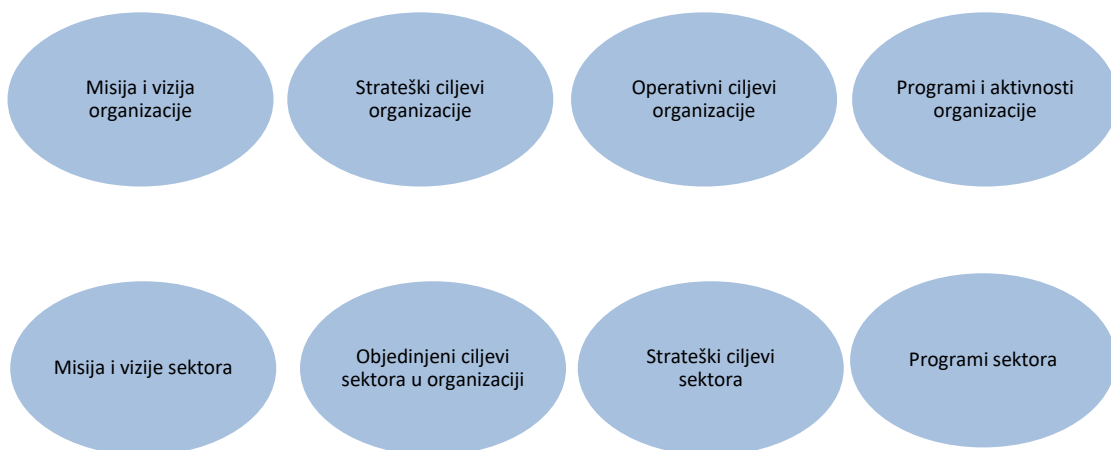 Misija i vizija
organizacije
Strateški ciljevi
organizacije
Operativni ciljevi
organizacije
Programi i aktivnosti
organizacije
Misija i vizije sektora
Objedinjeni ciljevi
sektora u organizaciji
Strateški ciljevi
sektora
Programi sektora